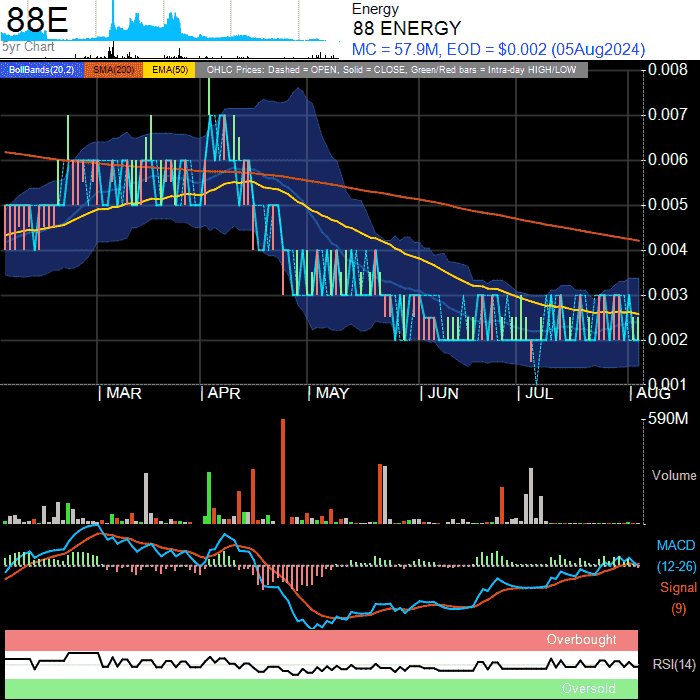 88E
5yr Chart
Energy
88 ENERGY
MC = 57.9M, EOD = $0.002 (05Aug2024)
BollBands(20,2) SMA(200) EMA(50) OHLC Prices: Dashed = OPEN, Solid = CLOSE, Green/Red bars = Intra-day HIGH/LOW
0.008
0.007
0.006
0.005
0.004
0.003
0.002
0.001
MAR APR MAY JUN JUL AUG
590M
Volume
MACD
(12-26)
Signal
(9)
Overbought
RSI(14)
Oversold